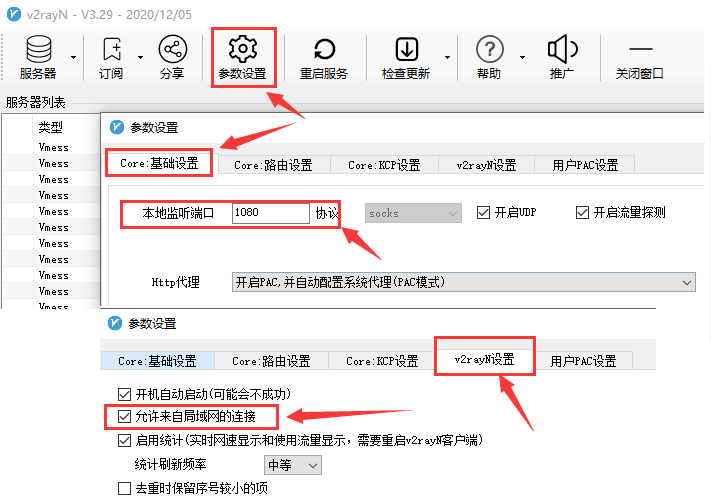 v2rayN - V3.29 - 2020/12/05
服务器 订阅 分享 参数设置 重启服务 检查更新 帮助 推广 关闭窗口
服务器列表
类型
Vmess
Vmess
Vmess
Vmess
Vmess
Vmess
Vmess
Vmess
Vmess
Vmess
参数设置
Core:基础设置 Core:路由设置 Core:KCP设置 v2rayN设置 用户PAC设置
本地监听端口 1080 协议 socks 开启UDP 开启流量探测
Http代理 开启PAC,并自动配置系统代理(PAC模式)
参数设置
Core:基础设置 Core:路由设置 Core:KCP设置 v2rayN设置 用户PAC设置
开机自动启动(可能会不成功)
允许来自局域网的连接
启用统计(实时网速显示和使用流量显示，需要重启v2rayN客户端)
统计刷新频率 中等
去重时保留序号较小的项